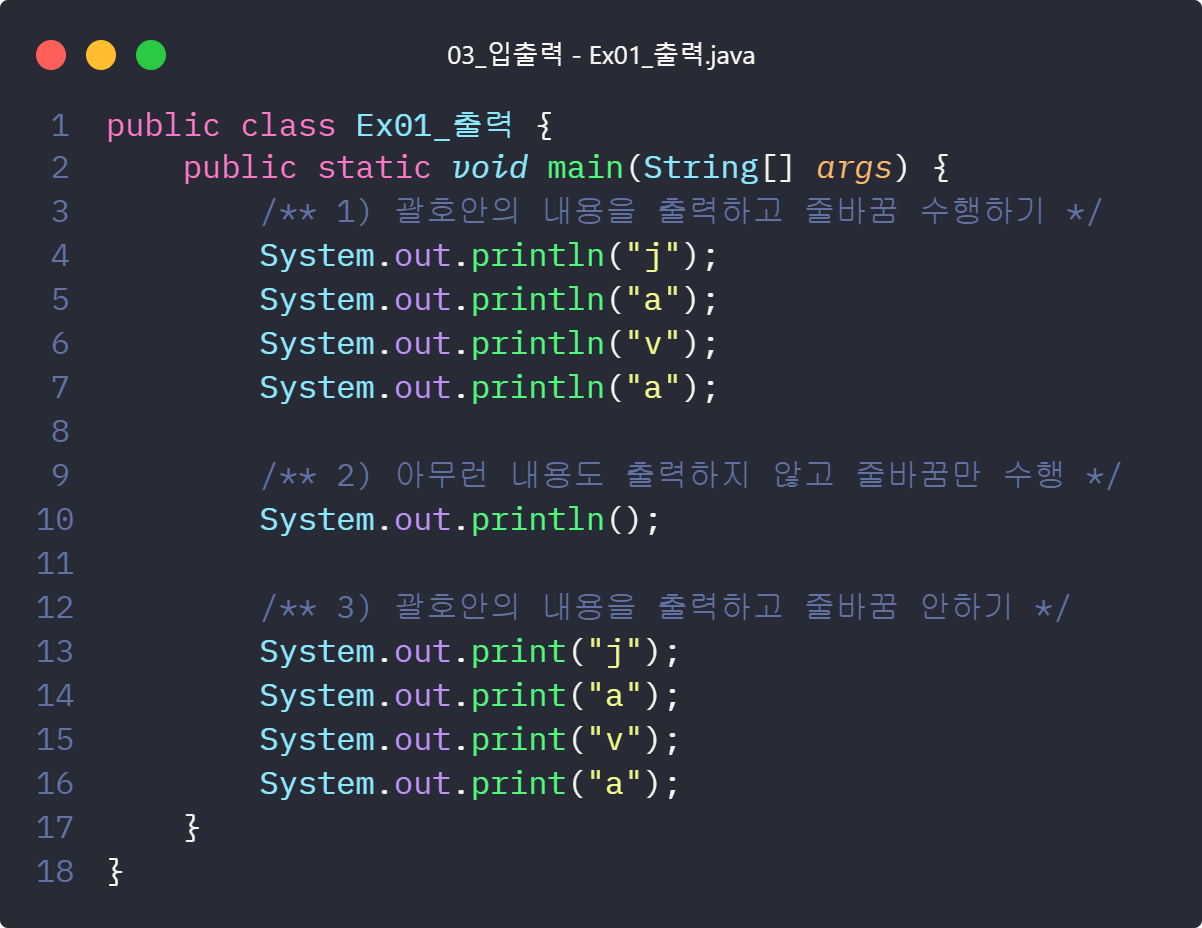 03_입출력 - Ex01_출력.java
1 public class Ex01_출력 {
2     public static void main(String[] args) {
3         /** 1) 괄호안의 내용을 출력하고 줄바꿈 수행하기 */
4         System.out.println("j");
5         System.out.println("a");
6         System.out.println("v");
7         System.out.println("a");
8
9         /** 2) 아무런 내용도 출력하지 않고 줄바꿈만 수행 */
10         System.out.println();
11
12         /** 3) 괄호안의 내용을 출력하고 줄바꿈 안하기 */
13         System.out.print("j");
14         System.out.print("a");
15         System.out.print("v");
16         System.out.print("a");
17     }
18 }